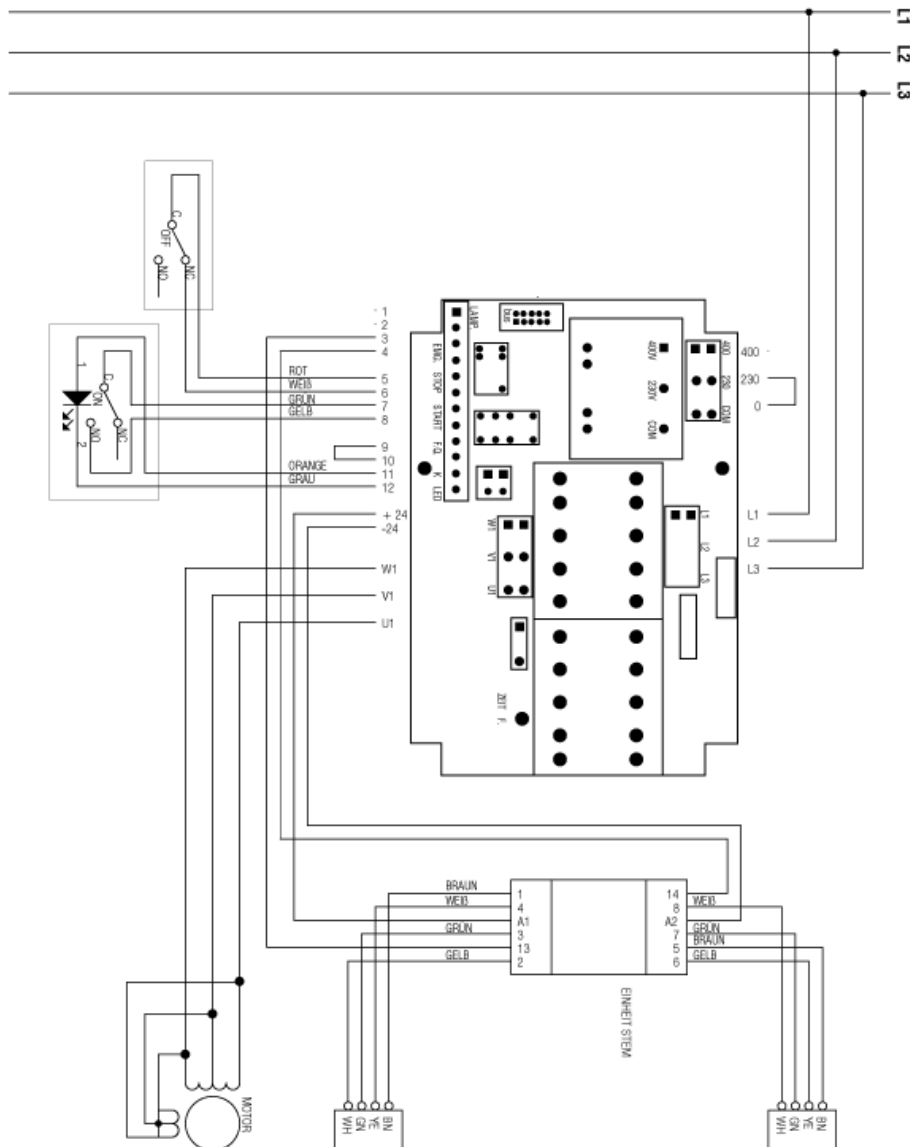 L1
L2
L3
C
OFF
NO
NC
1
C
ON
NO
NC
2
1
2
3
4
5
6
7
8
9
10
11
12
ROT
WEIß
GRÜN
GELB
ORANGE
GRAU
+ 24
-24
W1
V1
U1
LAMP.
EMG.
STOP
START
F.Q.
K
LED
bus
400V
230V
COM
400
230
COM
400
230
0
L1
L2
L3
L1
L2
L3
W1
V1
U1
ZEIT F.
BRAUN
WEIß
GRÜN
GELB
1
4
A1
3
13
2
14
8
A2
7
5
6
WEIß
GRÜN
BRAUN
GELB
EINHEIT STEM
MOTOR
WH
GN
YE
BN
WH
GN
YE
BN